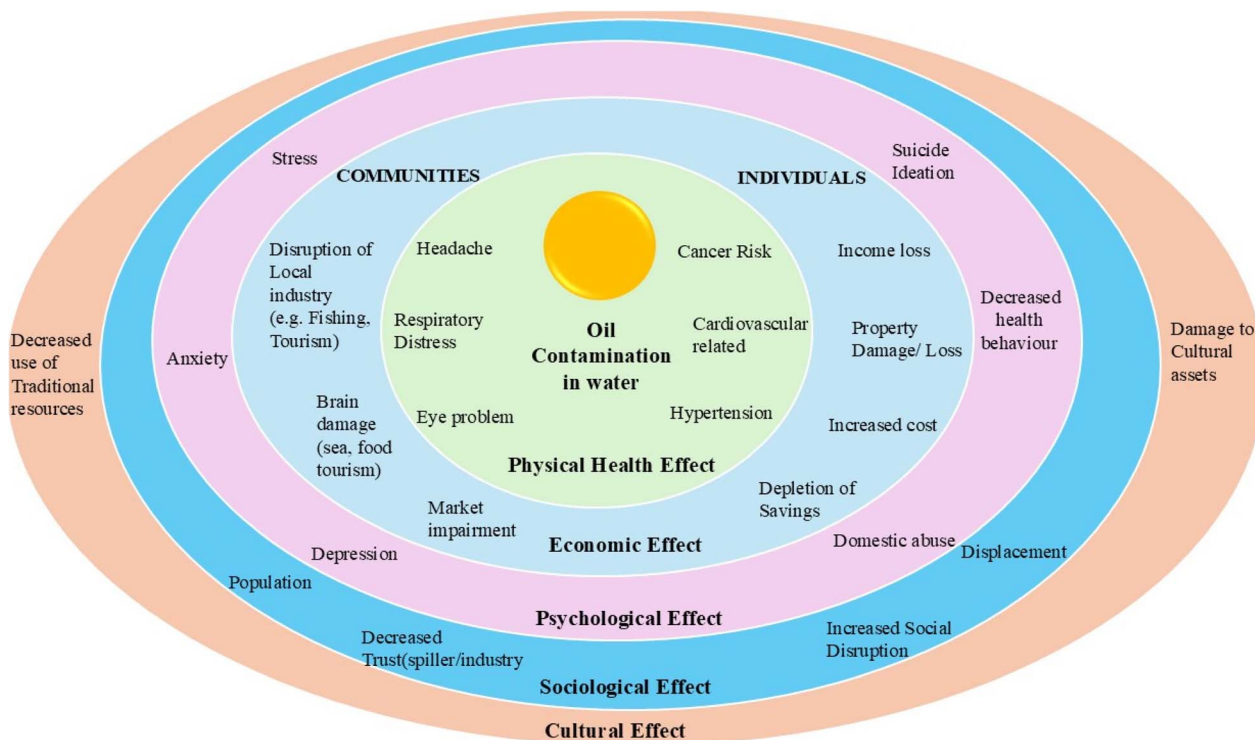 Stress
Suicide
Ideation
COMMUNITIES
INDIVIDUALS
Disruption of
Local
industry
(e.g. Fishing,
Tourism)
Headache
Cancer Risk
Income loss
Decreased
health
behaviour
Decreased
use of
Traditional
resources
Anxiety
Respiratory
Distress
Oil
Contamination
in water
Cardiovascular
related
Property
Damage/ Loss
Damage to
Cultural
assets
Brain
damage
(sea, food
tourism)
Eye problem
Hypertension
Increased cost
Physical Health Effect
Market
impairment
Depletion of
Savings
Economic Effect
Depression
Domestic abuse
Displacement
Population
Psychological Effect
Decreased
Trust(spiller/industry
Increased Social
Disruption
Sociological Effect
Cultural Effect